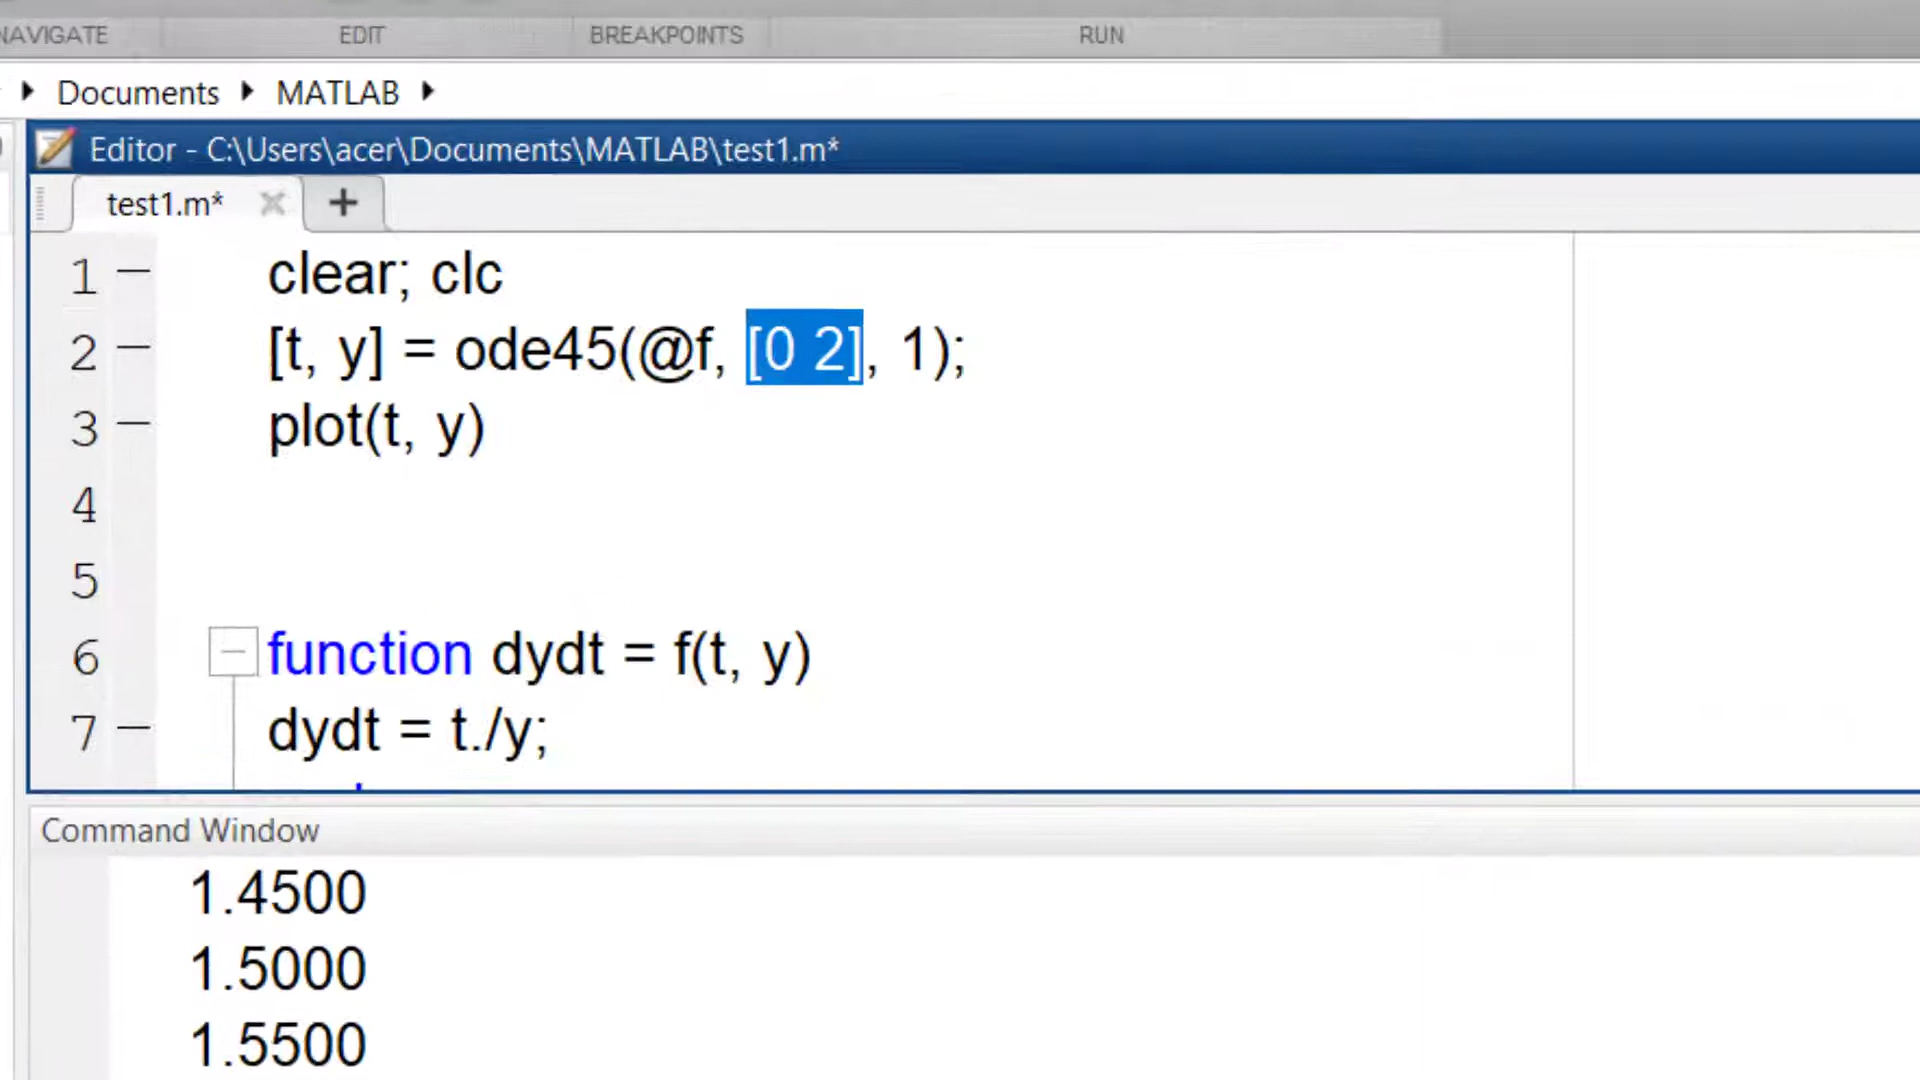 NAVIGATE EDIT BREAKPOINTS RUN
Documents MATLAB
Editor - C:\Users\acer\Documents\MATLAB\test1.m*
test1.m* +
1 clear; clc
2 [t, y] = ode45(@f, [0 2], 1);
3 plot(t, y)
4
5
6 function dydt = f(t, y)
7 dydt = t./y;
Command Window
1.4500
1.5000
1.5500